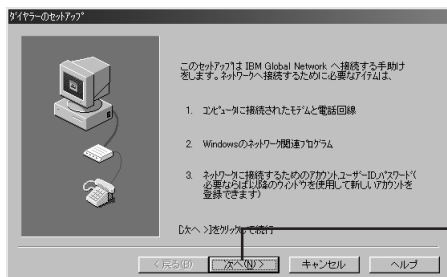 ダイヤラーのセットアップ
このセットアップは IBM Global Network へ接続する手助け
をします。ネットワークへ接続するために必要なアイテムは、
1. コンピュータに接続されたモデムと電話回線
2. Windowsのネットワーク関連プログラム
3. ネットワークに接続するためのアカウント、ユーザーID、パスワード(
必要ならば以降のウィンドウを使用して新しいアカウントを
登録できます)
[次へ >]をクリックして続行
< 戻る(B)
次へ(N) >
キャンセル
ヘルプ